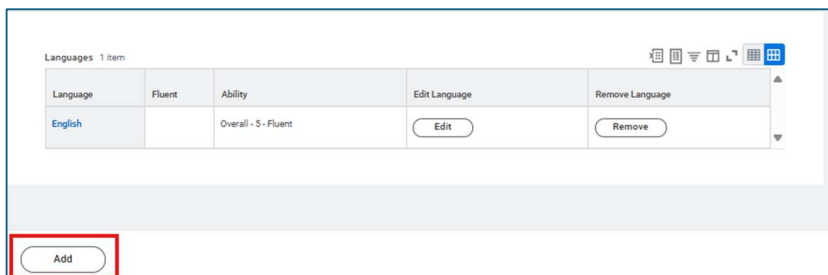 Languages 1 item
Language Fluent Ability Edit Language Remove Language
English Overall - 5 - Fluent Edit Remove
Add